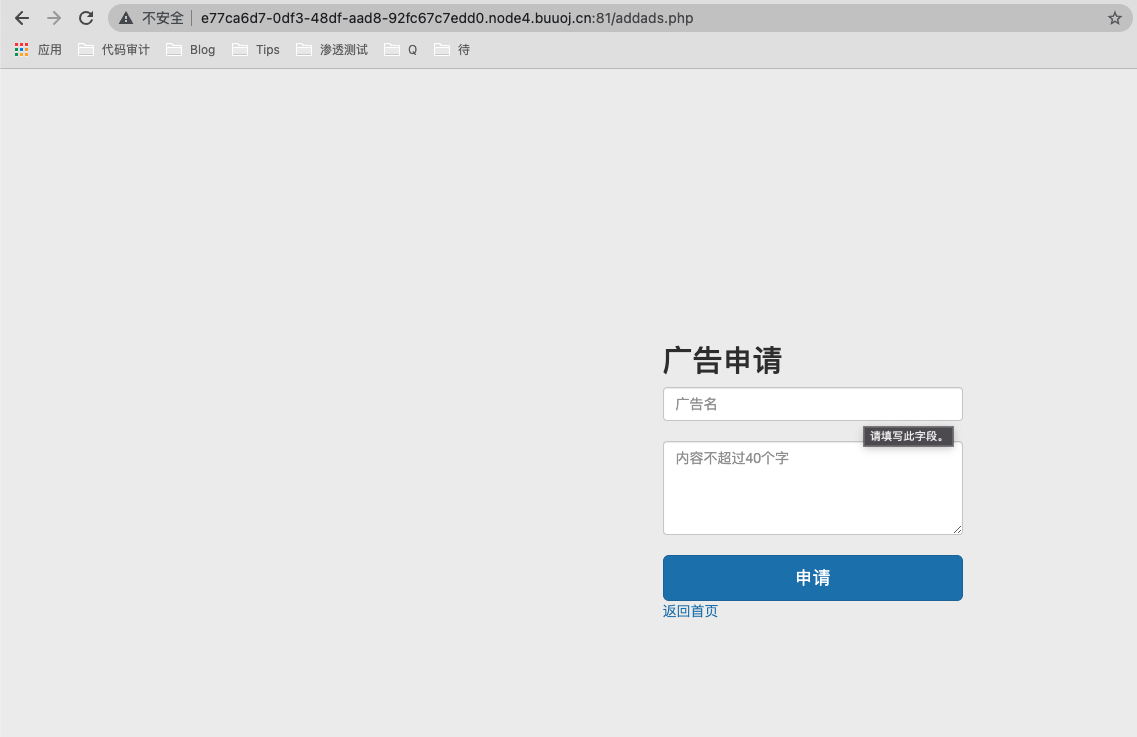 不安全 e77ca6d7-0df3-48df-aad8-92fc67c7edd0.node4.buuoj.cn:81/addads.php
应用 代码审计 Blog Tips 渗透测试 Q 待
广告申请
广告名
请填写此字段。
内容不超过40个字
申请
返回首页